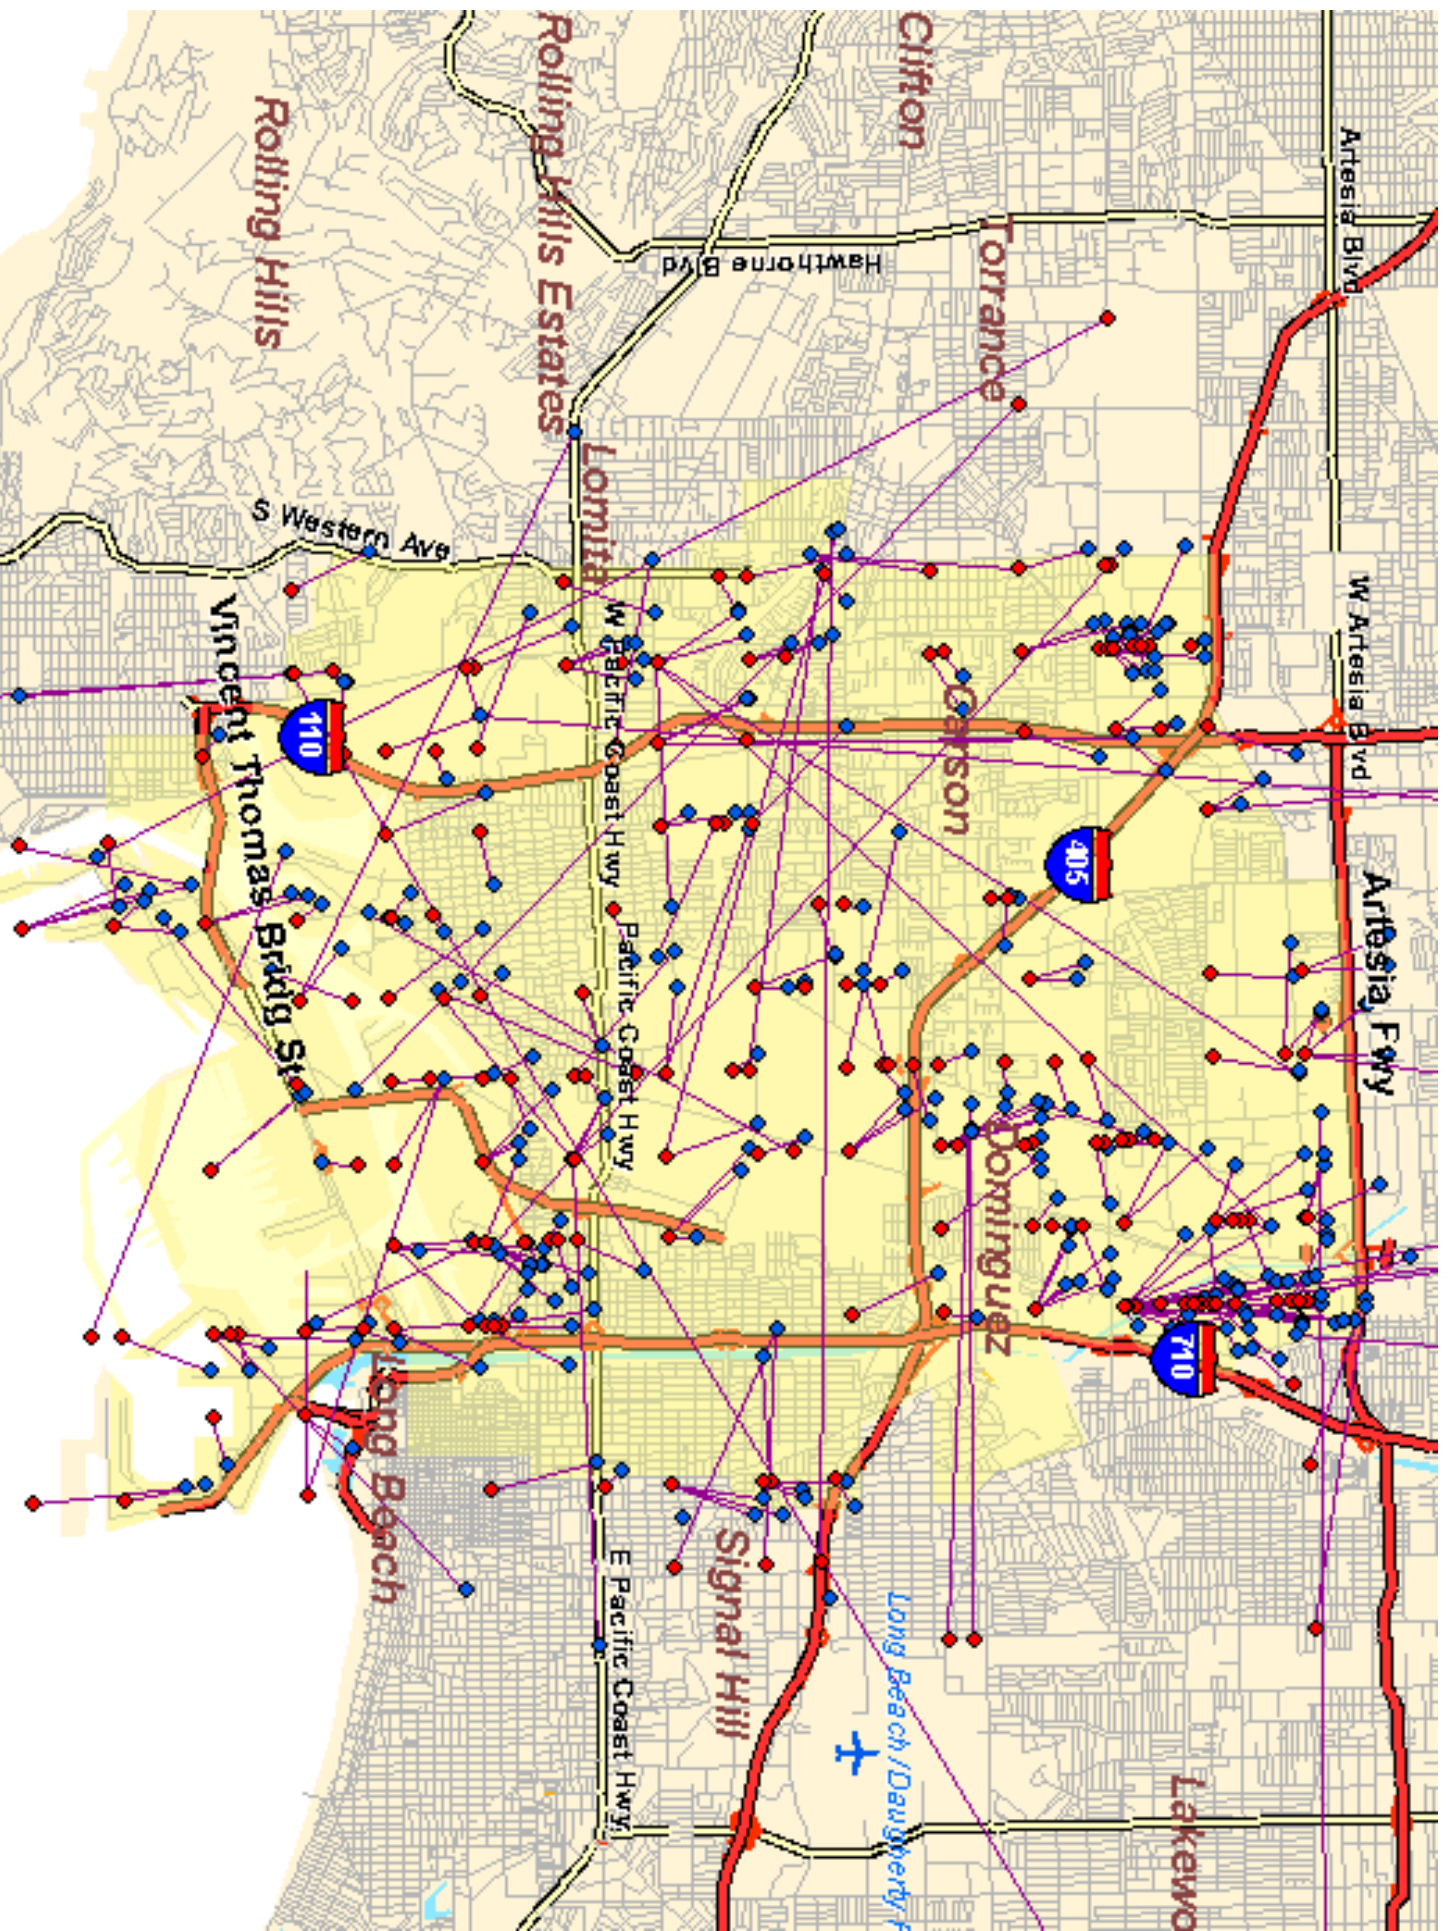 Clifton
Rolling Hills Estates
Rolling Hills
Torrance
Hawthorne Blvd
Artesia Blvd
Lomita
S Western Ave
W Pacific Coast Hwy
W Artesia Blvd
Vincent Thomas Bridg St
110
Carson
405
Artesia Fwy
Pacific Coast Hwy
Dominguez
710
Long Beach
Signal Hill
E Pacific Coast Hwy
Long Beach/Daugherty F
Lakewo